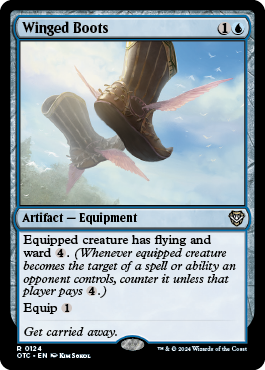 Winged Boots 1
Artifact — Equipment
Equipped creature has flying and
ward 4. (Whenever equipped creature
becomes the target of a spell or ability an
opponent controls, counter it unless that
player pays 4.)
Equip 1
Get carried away.
R 0124
OTC • EN Kim Sokol
™ & © 2024 Wizards of the Coast